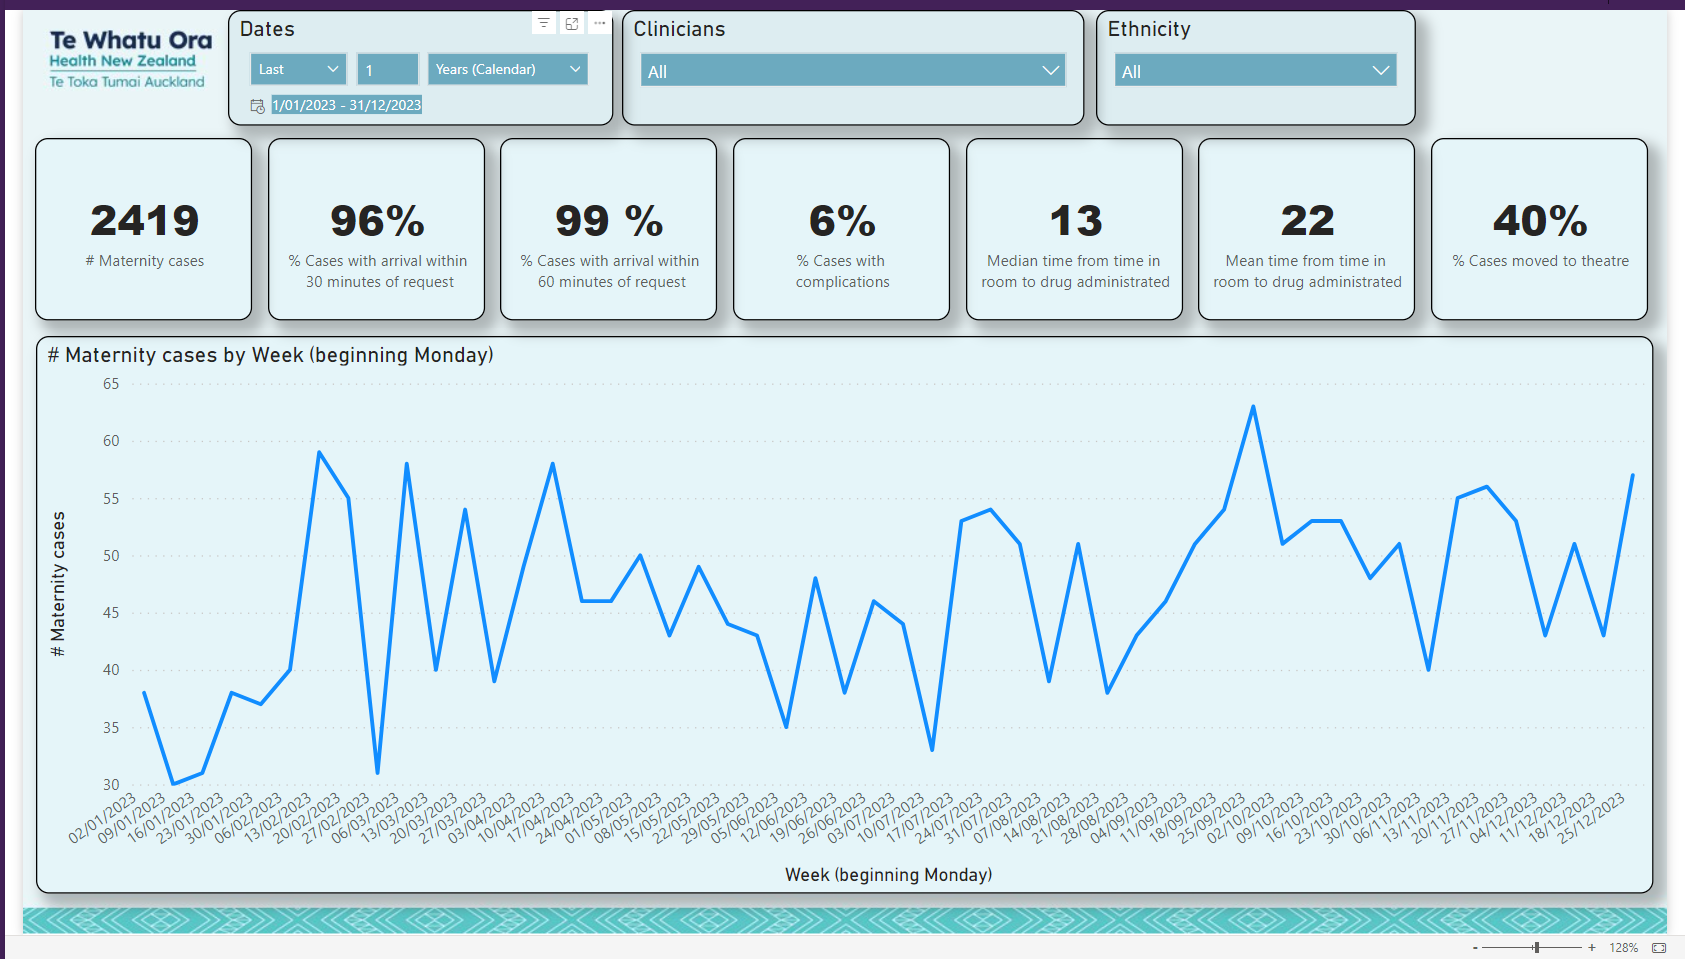 Te Whatu Ora
Health New Zealand
Te Toka Tumai Auckland
Dates
Last
1
Years (Calendar)
1/01/2023 - 31/12/2023
Clinicians
All
Ethnicity
All
2419
# Maternity cases
96%
% Cases with arrival within
30 minutes of request
99 %
% Cases with arrival within
60 minutes of request
6%
% Cases with
complications
13
Median time from time in
room to drug administrated
22
Mean time from time in
room to drug administrated
40%
% Cases moved to theatre
# Maternity cases by Week (beginning Monday)
# Maternity cases
65
60
55
50
45
40
35
30
02/01/2023
09/01/2023
16/01/2023
23/01/2023
30/01/2023
06/02/2023
13/02/2023
20/02/2023
27/02/2023
06/03/2023
13/03/2023
20/03/2023
27/03/2023
03/04/2023
10/04/2023
17/04/2023
24/04/2023
01/05/2023
08/05/2023
15/05/2023
22/05/2023
29/05/2023
05/06/2023
12/06/2023
19/06/2023
26/06/2023
03/07/2023
10/07/2023
17/07/2023
24/07/2023
31/07/2023
07/08/2023
14/08/2023
21/08/2023
28/08/2023
04/09/2023
11/09/2023
18/09/2023
25/09/2023
02/10/2023
09/10/2023
16/10/2023
23/10/2023
30/10/2023
06/11/2023
13/11/2023
20/11/2023
27/11/2023
04/12/2023
11/12/2023
18/12/2023
25/12/2023
Week (beginning Monday)
- + 128%